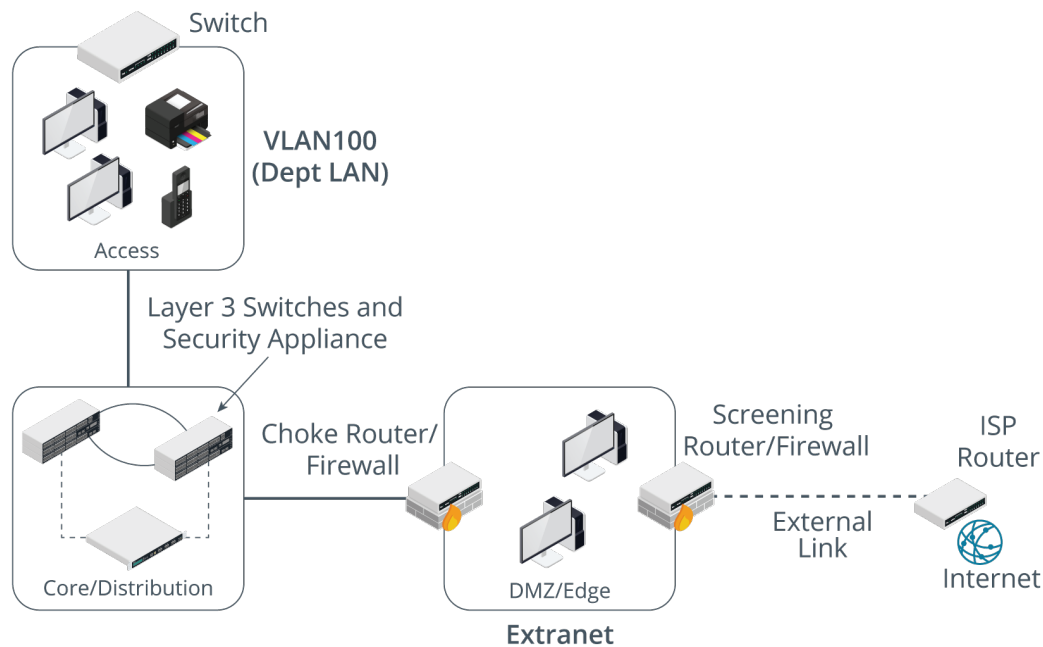 Switch
VLAN100
(Dept LAN)
Access
Layer 3 Switches and
Security Appliance
Choke Router/
Firewall
Screening
Router/Firewall
ISP
Router
External
Link
Internet
Core/Distribution
DMZ/Edge
Extranet